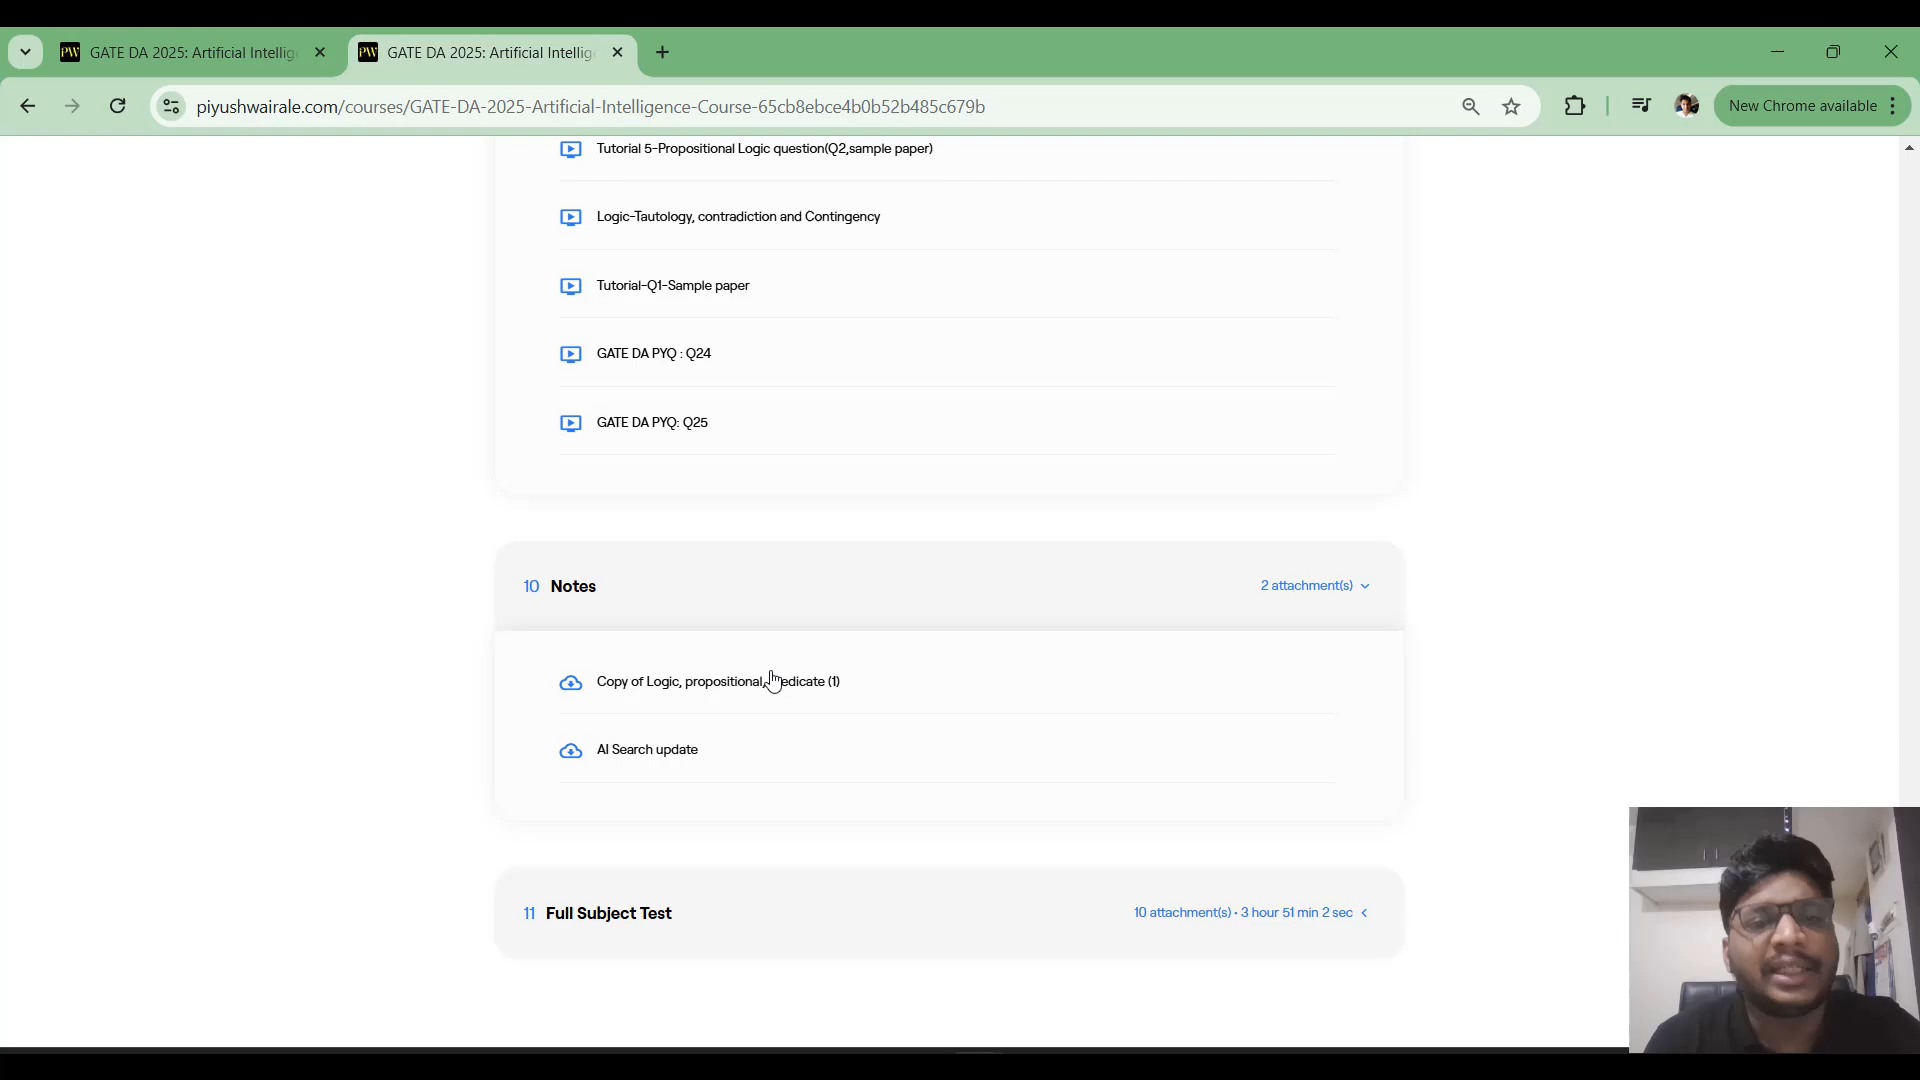 PW GATE DA 2025: Artificial Intellig
PW GATE DA 2025: Artificial Intellig
piyushwairale.com/courses/GATE-DA-2025-Artificial-Intelligence-Course-65cb8ebce4b0b52b485c679b
New Chrome available
Tutorial 5-Propositional Logic question(Q2,sample paper)
Logic-Tautology, contradiction and Contingency
Tutorial-Q1-Sample paper
GATE DA PYQ : Q24
GATE DA PYQ: Q25
10 Notes
2 attachment(s)
Copy of Logic, propositional, edicate (1)
AI Search update
11 Full Subject Test
10 attachment(s) • 3 hour 51 min 2 sec